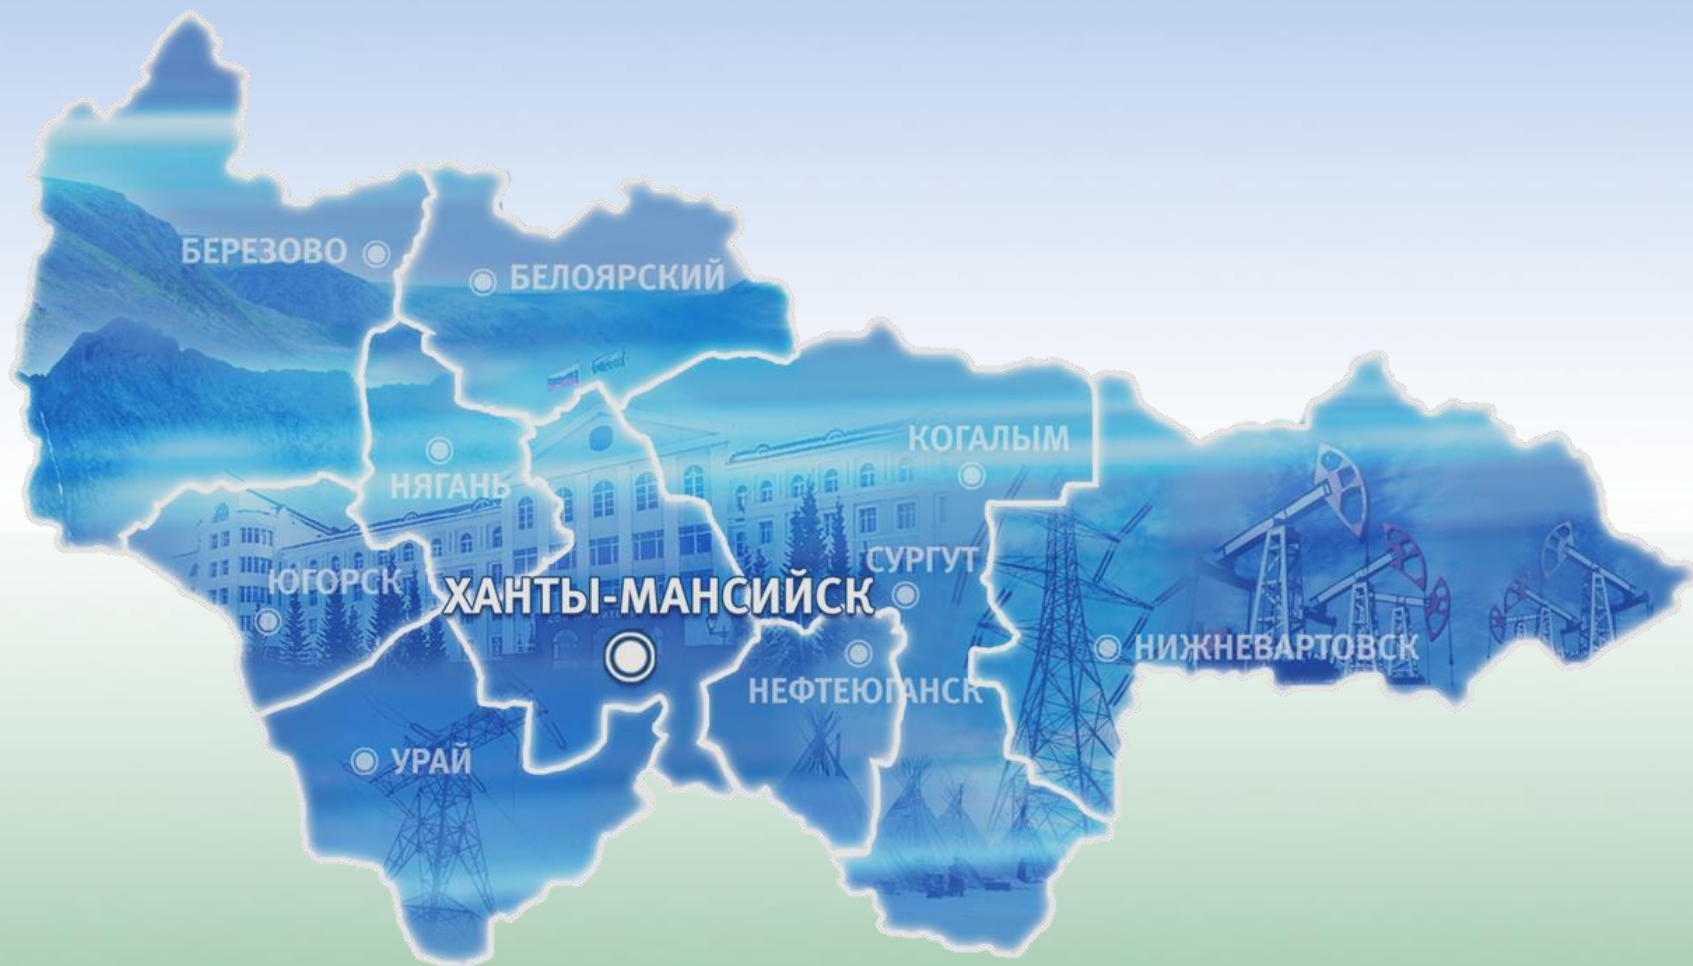 БЕРЕЗОВО
БЕЛОЯРСКИЙ
КОГАЛЫМ
НЯГАНЬ
СУРГУТ
ЮГОРСК
ХАНТЫ-МАНСИЙСК
НИЖНЕВАРТОВСК
НЕФТЕЮГАНСК
УРАЙ